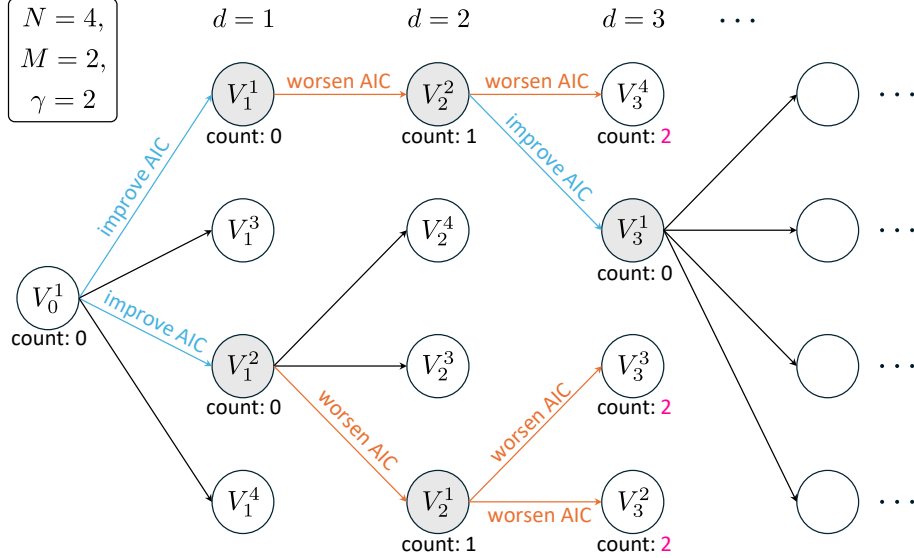 N = 4,
M = 2,
γ = 2
d = 1
d = 2
d = 3
⋯
V_1^1
count: 0
worsen AIC
V_2^2
count: 1
worsen AIC
V_3^4
count: 2
⋯
improve AIC
improve AIC
V_1^3
V_2^4
V_3^1
count: 0
⋯
V_0^1
count: 0
improve AIC
V_1^2
count: 0
V_2^3
V_3^3
count: 2
⋯
worsen AIC
worsen AIC
V_1^4
V_2^1
count: 1
worsen AIC
V_3^2
count: 2
⋯